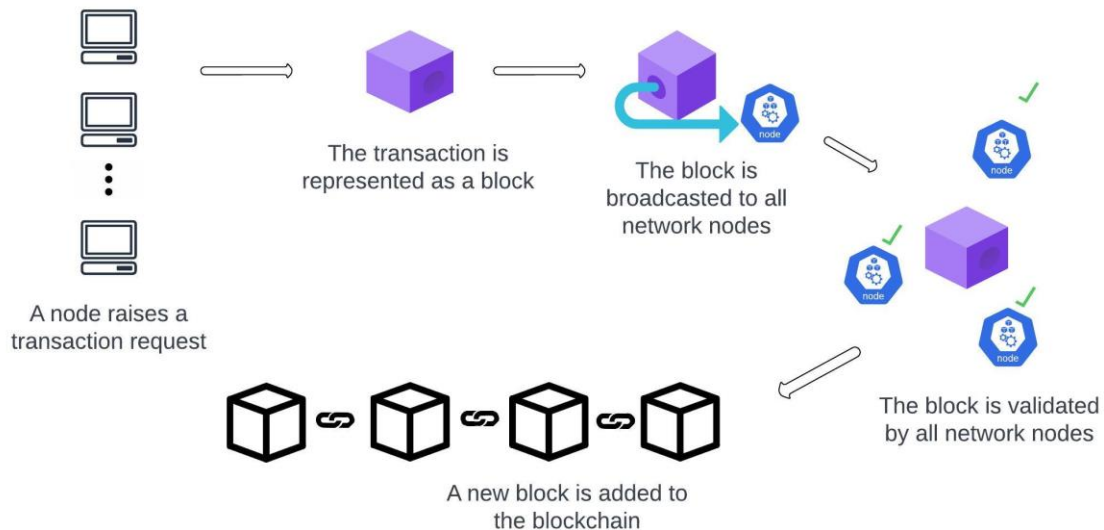 A node raises a
transaction request
The transaction is
represented as a block
The block is
broadcasted to all
network nodes
node
node
node
node
The block is validated
by all network nodes
A new block is added to
the blockchain